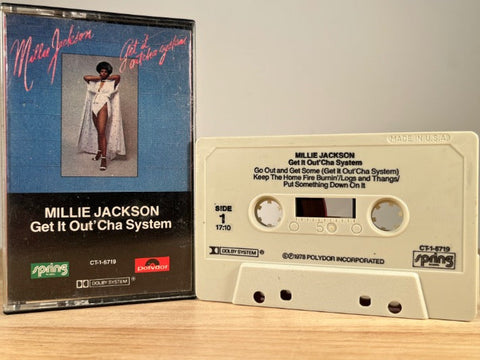 Millie Jackson
Get It
Outcha System
MILLIE JACKSON
Get It Out'Cha System
CT-1-6719
spring
polydor
DOLBY SYSTEM
MADE IN U.S.A.
MILLIE JACKSON
Get It Out'Cha System
Go Out and Get Some (Get It Out'Cha System)
Keep The Home Fire Burnin'/Logs and Thangs/
Put Something Down On It
SIDE
1
17:10
50
DOLBY SYSTEM
©℗1978 POLYDOR INCORPORATED
CT-1-6719
spring